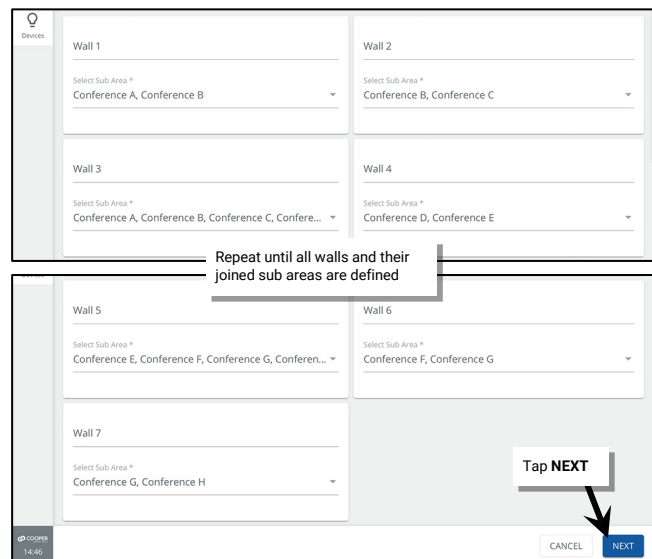 Devices
Wall 1
Wall 2
Select Sub Area *
Select Sub Area *
Conference A, Conference B
Conference B, Conference C
Wall 3
Wall 4
Select Sub Area *
Select Sub Area *
Conference A, Conference B, Conference C, Confere...
Conference D, Conference E
Repeat until all walls and their
joined sub areas are defined
Wall 5
Wall 6
Select Sub Area *
Select Sub Area *
Conference E, Conference F, Conference G, Conferen...
Conference F, Conference G
Wall 7
Select Sub Area *
Conference G, Conference H
Tap NEXT
COOPER
14:46
CANCEL
NEXT